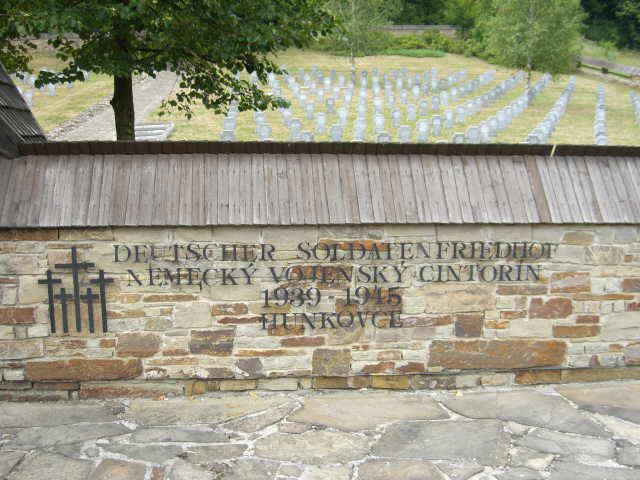 DEUTSCHER SOLDATENFRIEDHOF
NEMECKÝ VOJENSKÝ CINTORÍN
1939 - 1945
HUNKOVCE